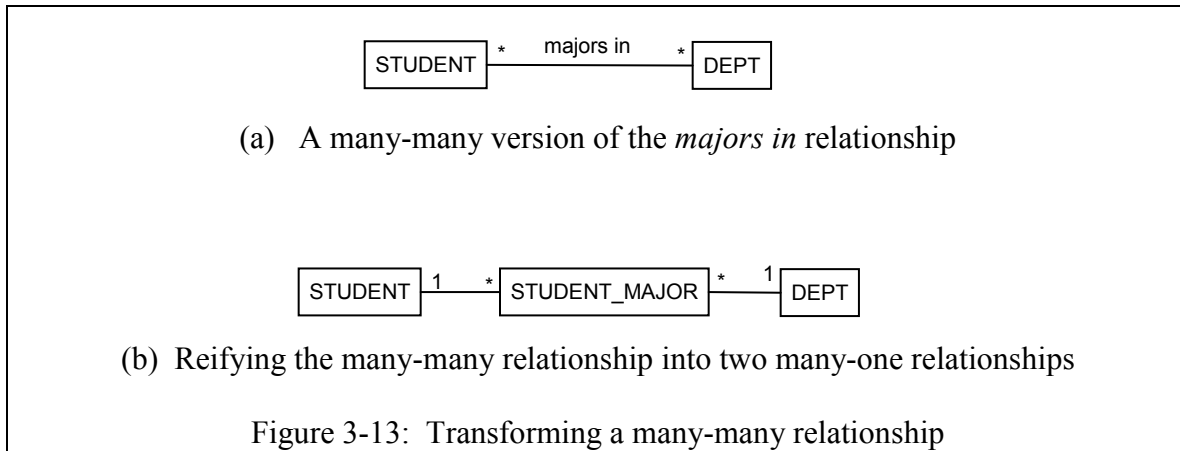 STUDENT * majors in * DEPT
(a) A many-many version of the majors in relationship
STUDENT 1 * STUDENT_MAJOR * 1 DEPT
(b) Reifying the many-many relationship into two many-one relationships
Figure 3-13: Transforming a many-many relationship